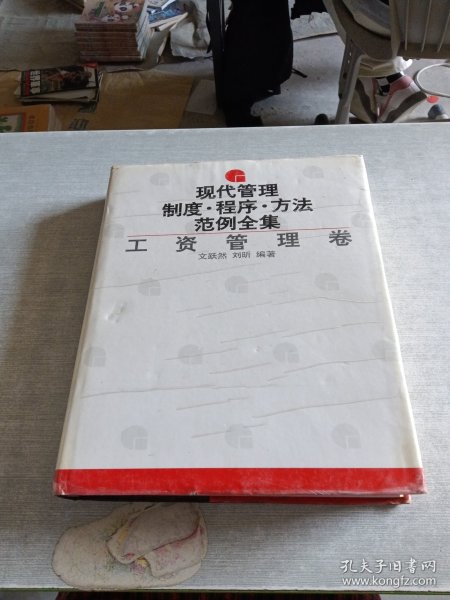 现代管理
制度·程序·方法
范例全集
工资管理卷
文跃然 刘昕 编著
孔夫子旧书网
www.kongfz.com